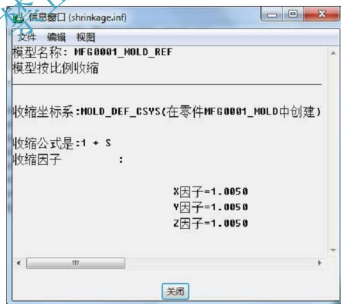 信息窗口 (shrinkage.inf)
文件 编辑 视图
模型名称: MFG0001_MOLD_REF
模型按比例收缩
收缩坐标系:MOLD_DEF_CSYS(在零件MFG0001_MOLD中创建)
收缩公式是:1 + S
收缩因子 :
X因子=1.0050
Y因子=1.0050
Z因子=1.0050
关闭